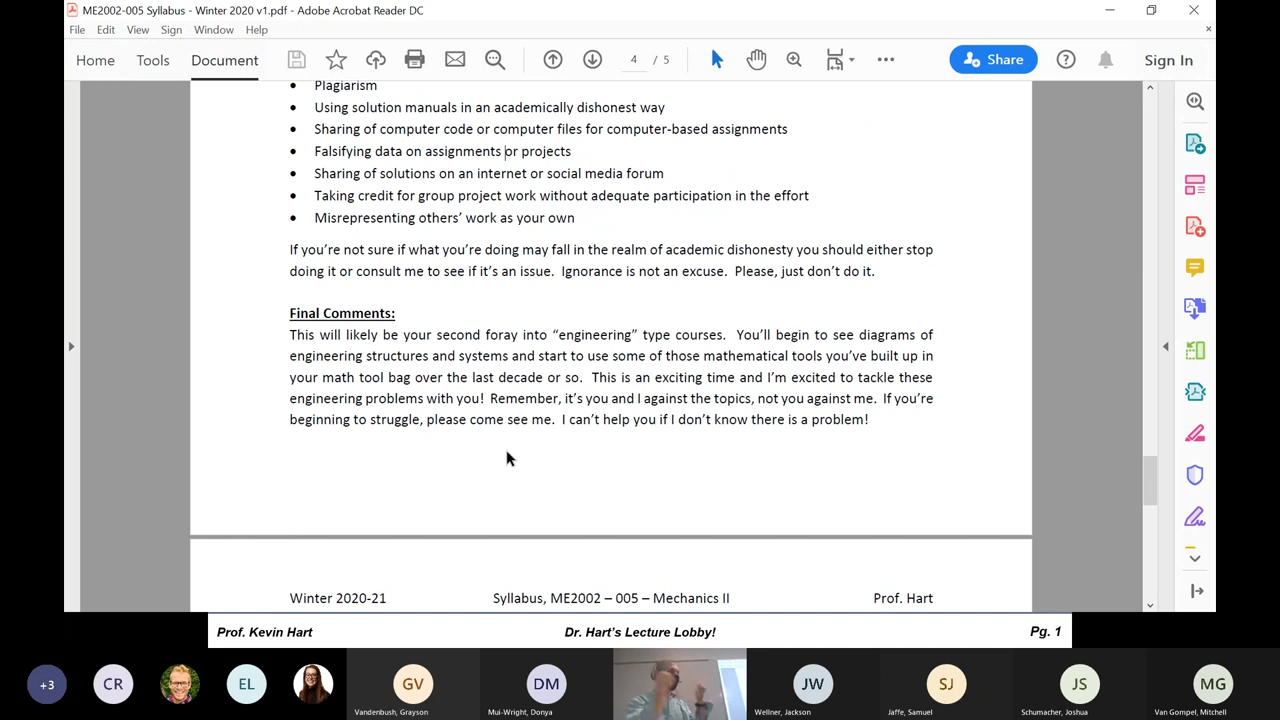 ME2002-005 Syllabus - Winter 2020 v1.pdf - Adobe Acrobat Reader DC
File Edit View Sign Window Help
Home Tools Document 4 / 5 Share Sign In
• Plagiarism
• Using solution manuals in an academically dishonest way
• Sharing of computer code or computer files for computer-based assignments
• Falsifying data on assignments or projects
• Sharing of solutions on an internet or social media forum
• Taking credit for group project work without adequate participation in the effort
• Misrepresenting others’ work as your own
If you’re not sure if what you’re doing may fall in the realm of academic dishonesty you should either stop
doing it or consult me to see if it’s an issue. Ignorance is not an excuse. Please, just don’t do it.
Final Comments:
This will likely be your second foray into “engineering” type courses. You’ll begin to see diagrams of
engineering structures and systems and start to use some of those mathematical tools you’ve built up in
your math tool bag over the last decade or so. This is an exciting time and I’m excited to tackle these
engineering problems with you! Remember, it’s you and I against the topics, not you against me. If you’re
beginning to struggle, please come see me. I can’t help you if I don’t know there is a problem!
Winter 2020-21 Syllabus, ME2002 – 005 – Mechanics II Prof. Hart
Prof. Kevin Hart Dr. Hart’s Lecture Lobby! Pg. 1
+3 CR EL GV DM JW SJ JS MG
Vandenbush, Grayson Mui-Wright, Donya Wellner, Jackson Jaffe, Samuel Schumacher, Joshua Van Gompel, Mitchell